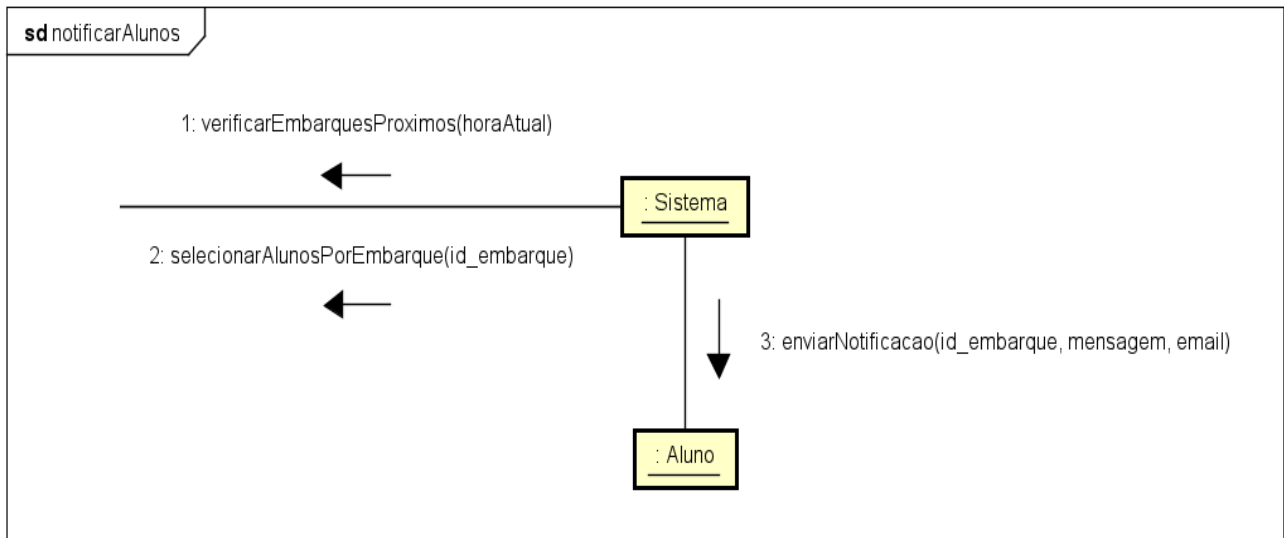 sd notificarAlunos
1: verificarEmbarquesProximos(horaAtual)
: Sistema
2: selecionarAlunosPorEmbarque(id_embarque)
3: enviarNotificacao(id_embarque, mensagem, email)
: Aluno